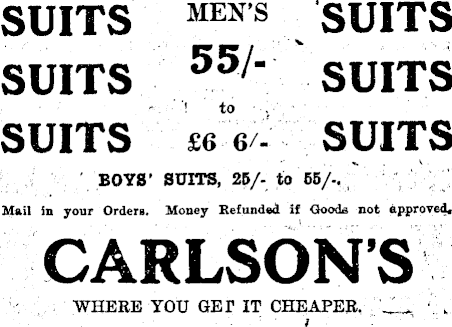 SUITS MEN'S SUITS
SUITS 55/- SUITS
to
SUITS £6 6/- SUITS
BOYS' SUITS, 25/- to 55/-.
Mail in your Orders. Money Refunded if Goods not approved.
CARLSON'S
WHERE YOU GET IT CHEAPER.